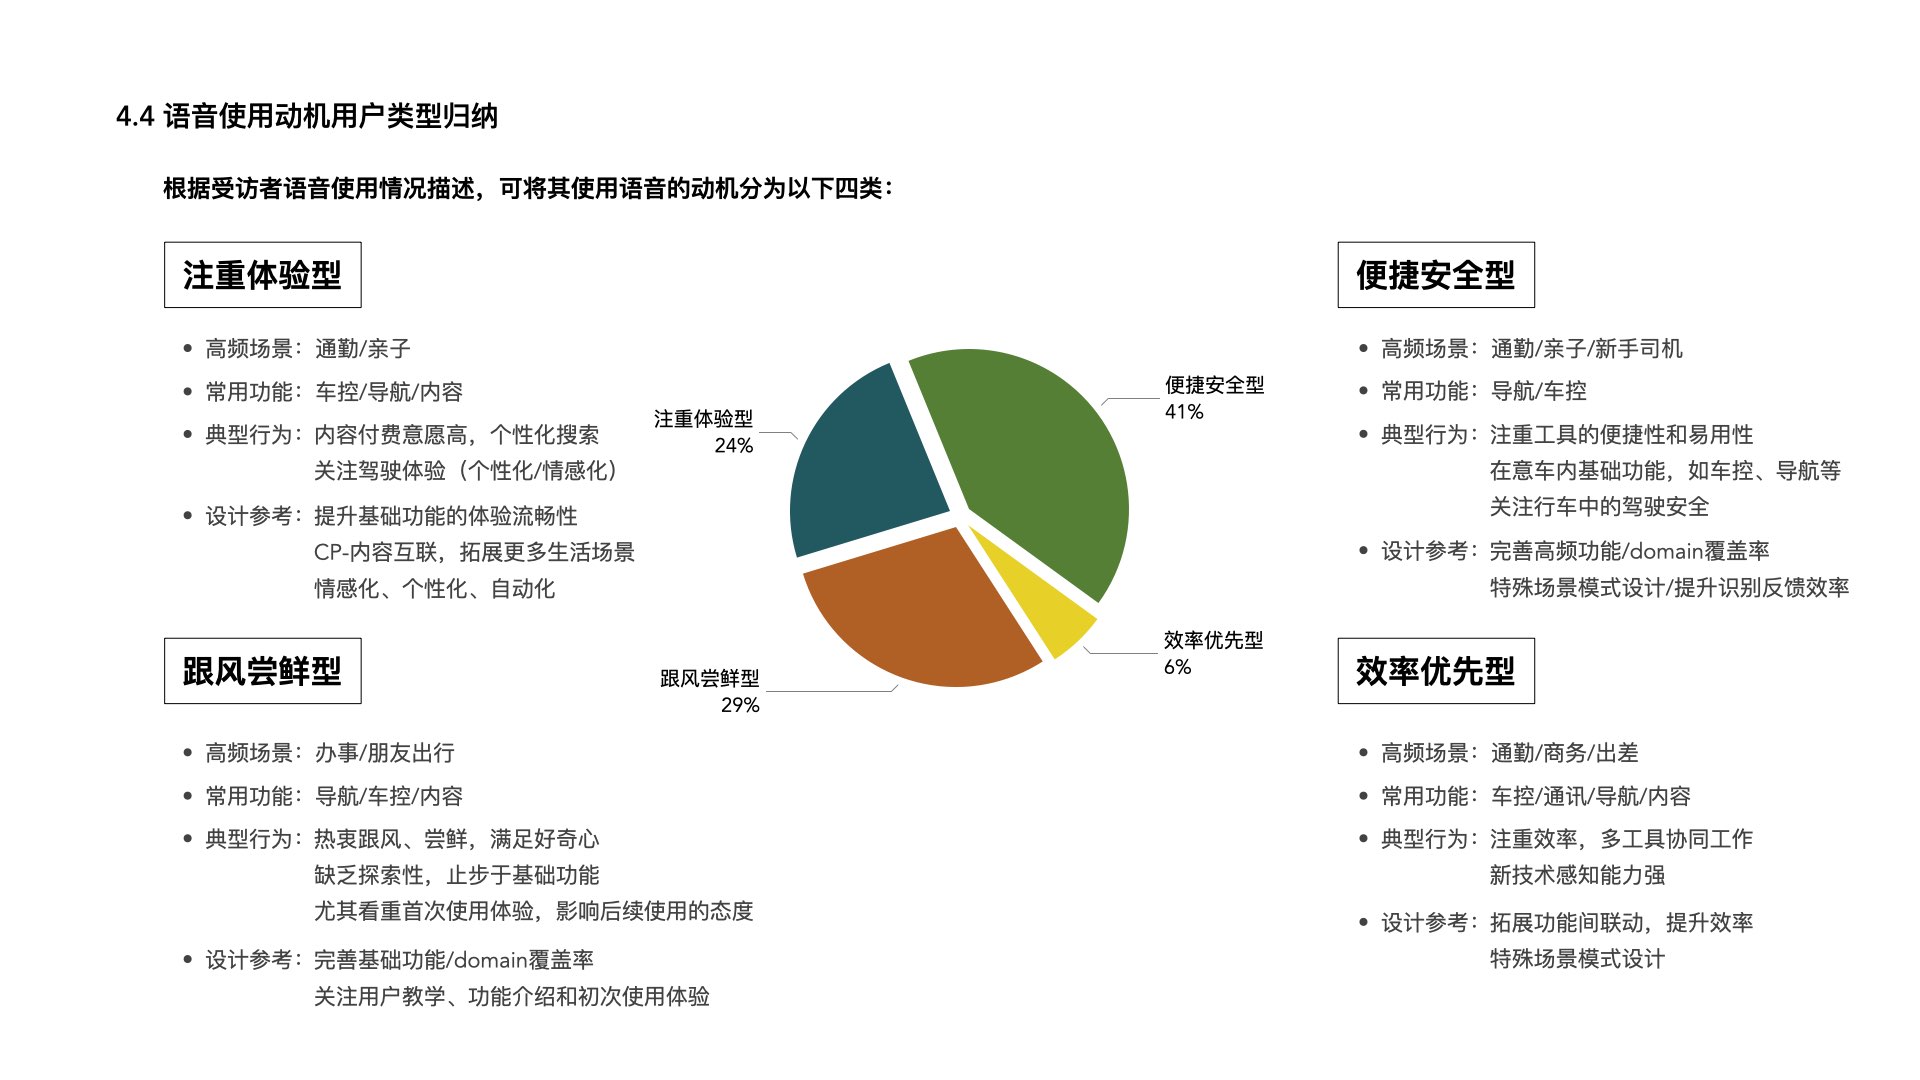 4.4 语音使用动机用户类型归纳
根据受访者语音使用情况描述，可将其使用语音的动机分为以下四类：
注重体验型
• 高频场景：通勤/亲子
• 常用功能：车控/导航/内容
• 典型行为：内容付费意愿高，个性化搜索
关注驾驶体验（个性化/情感化）
• 设计参考：提升基础功能的体验流畅性
CP-内容互联，拓展更多生活场景
情感化、个性化、自动化
跟风尝鲜型
• 高频场景：办事/朋友出行
• 常用功能：导航/车控/内容
• 典型行为：热衷跟风、尝鲜，满足好奇心
缺乏探索性，止步于基础功能
尤其看重首次使用体验，影响后续使用的态度
• 设计参考：完善基础功能/domain覆盖率
关注用户教学、功能介绍和初次使用体验
注重体验型
24%
便捷安全型
41%
跟风尝鲜型
29%
效率优先型
6%
便捷安全型
• 高频场景：通勤/亲子/新手司机
• 常用功能：导航/车控
• 典型行为：注重工具的便捷性和易用性
在意车内基础功能，如车控、导航等
关注行车中的驾驶安全
• 设计参考：完善高频功能/domain覆盖率
特殊场景模式设计/提升识别反馈效率
效率优先型
• 高频场景：通勤/商务/出差
• 常用功能：车控/通讯/导航/内容
• 典型行为：注重效率，多工具协同工作
新技术感知能力强
• 设计参考：拓展功能间联动，提升效率
特殊场景模式设计